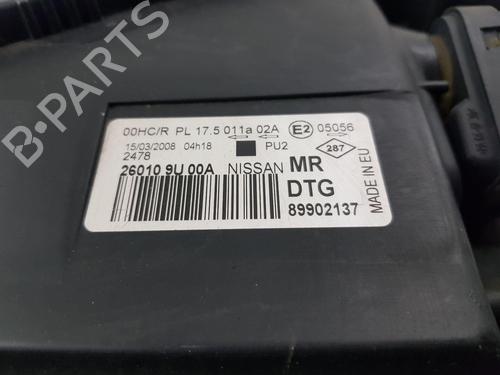 00HC/R PL 17.5 011a 02A E2 05056
15/03/2008 04h18 PU2 287
2478
26010 9U 00A NISSAN MR
DTG
89902137
MADE IN EU
B-PARTS